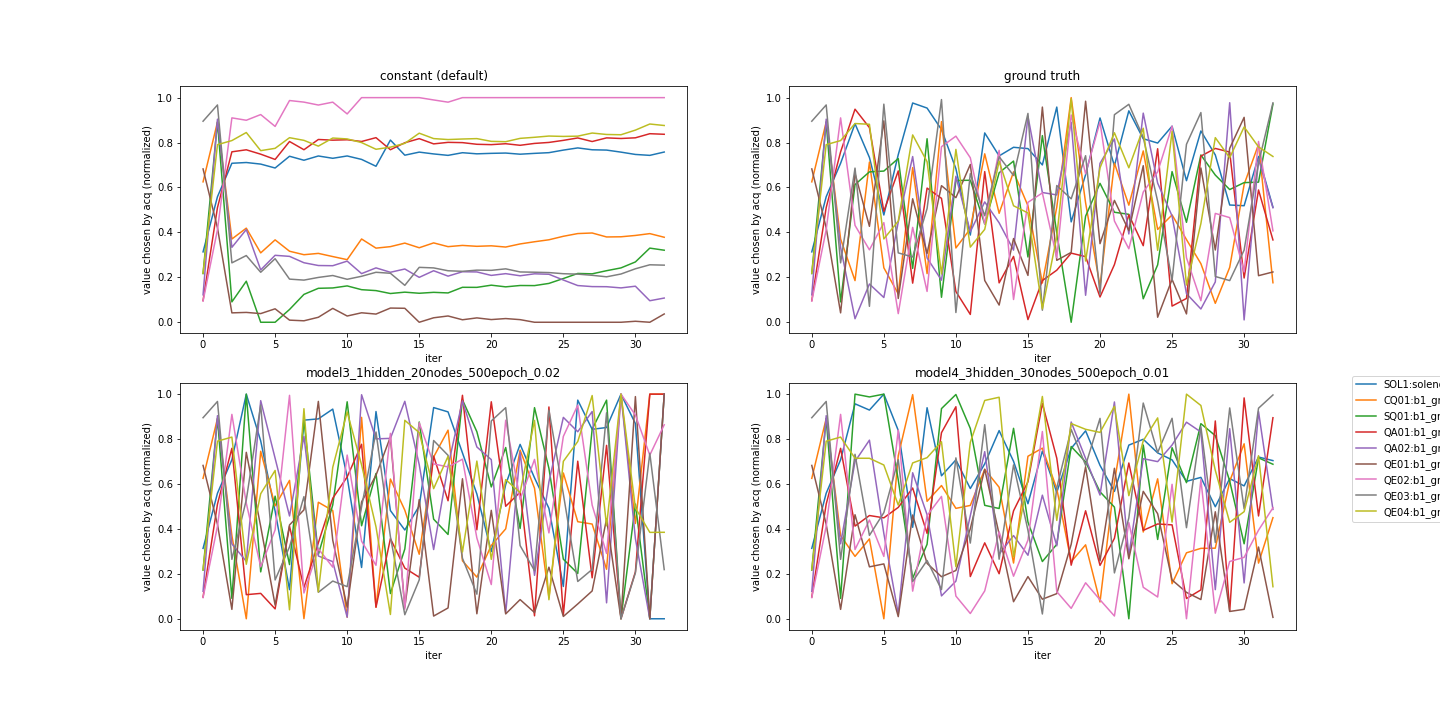 constant (default)
value chosen by acq (normalized)
1.0
0.8
0.6
0.4
0.2
0.0
0 5 10 15 20 25 30
iter
ground truth
value chosen by acq (normalized)
1.0
0.8
0.6
0.4
0.2
0.0
0 5 10 15 20 25 30
iter
model3_1hidden_20nodes_500epoch_0.02
value chosen by acq (normalized)
1.0
0.8
0.6
0.4
0.2
0.0
0 5 10 15 20 25 30
iter
model4_3hidden_30nodes_500epoch_0.01
value chosen by acq (normalized)
1.0
0.8
0.6
0.4
0.2
0.0
0 5 10 15 20 25 30
iter
SOL1:solen
CQ01:b1_gr
SQ01:b1_gr
QA01:b1_gr
QA02:b1_gr
QE01:b1_gr
QE02:b1_gr
QE03:b1_gr
QE04:b1_gr